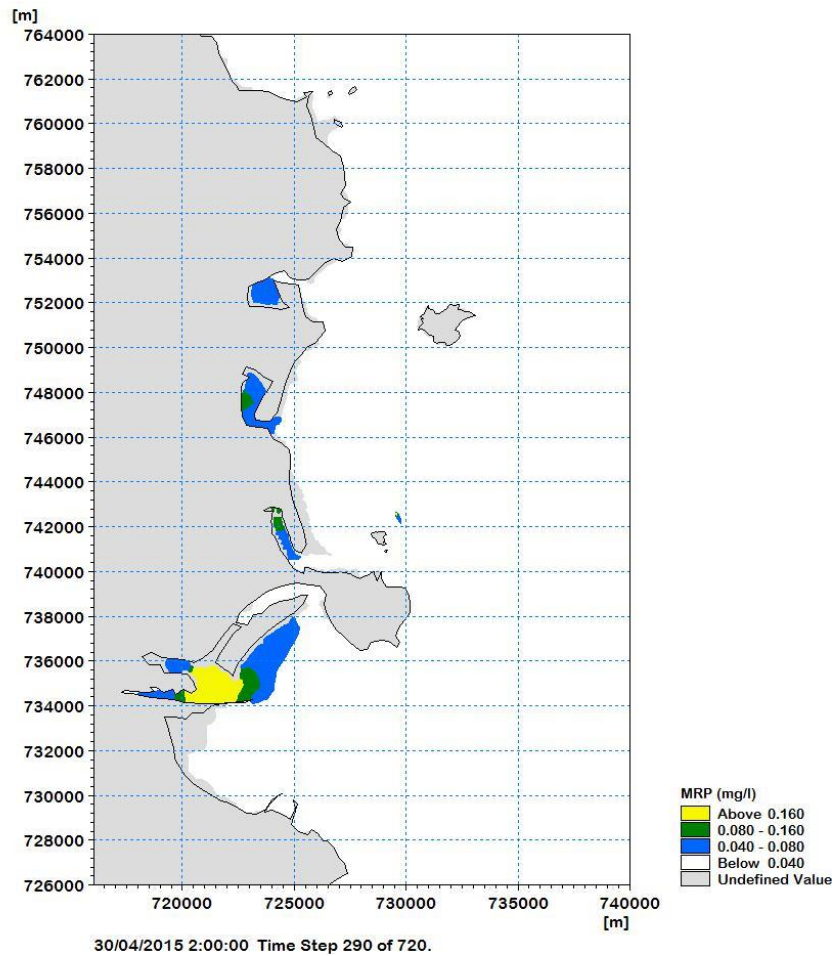 [m]
764000
762000
760000
758000
756000
754000
752000
750000
748000
746000
744000
742000
740000
738000
736000
734000
732000
730000
728000
726000
720000 725000 730000 735000 740000
[m]
MRP (mg/l)
Above 0.160
0.080 - 0.160
0.040 - 0.080
Below 0.040
Undefined Value
30/04/2015 2:00:00 Time Step 290 of 720.